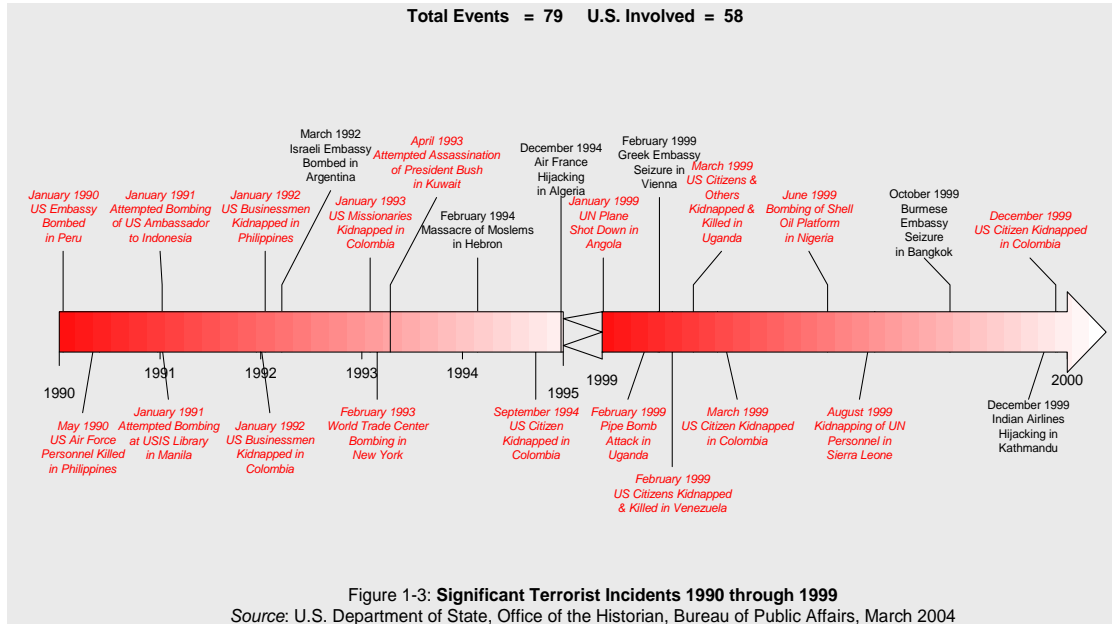 Total Events = 79 U.S. Involved = 58
January 1990
US Embassy
Bombed
in Peru
January 1991
Attempted Bombing
of US Ambassador
to Indonesia
January 1992
US Businessmen
Kidnapped in
Philippines
March 1992
Israeli Embassy
Bombed in
Argentina
January 1993
US Missionaries
Kidnapped in
Colombia
April 1993
Attempted Assassination
of President Bush
in Kuwait
February 1994
Massacre of Moslems
in Hebron
December 1994
Air France
Hijacking
in Algeria
January 1999
UN Plane
Shot Down in
Angola
February 1999
Greek Embassy
Seizure in
Vienna
March 1999
US Citizens &
Others
Kidnapped &
Killed in
Uganda
June 1999
Bombing of Shell
Oil Platform
in Nigeria
October 1999
Burmese
Embassy
Seizure
in Bangkok
December 1999
US Citizen Kidnapped
in Colombia
1990
1991
1992
1993
1994
1995
1999
2000
May 1990
US Air Force
Personnel Killed
in Philippines
January 1991
Attempted Bombing
at USIS Library
in Manila
January 1992
US Businessmen
Kidnapped in
Colombia
February 1993
World Trade Center
Bombing in
New York
September 1994
US Citizen
Kidnapped in
Colombia
February 1999
Pipe Bomb
Attack in
Uganda
February 1999
US Citizens Kidnapped
& Killed in Venezuela
March 1999
US Citizen Kidnapped
in Colombia
August 1999
Kidnapping of UN
Personnel in
Sierra Leone
December 1999
Indian Airlines
Hijacking in
Kathmandu
Figure 1-3: Significant Terrorist Incidents 1990 through 1999
Source: U.S. Department of State, Office of the Historian, Bureau of Public Affairs, March 2004